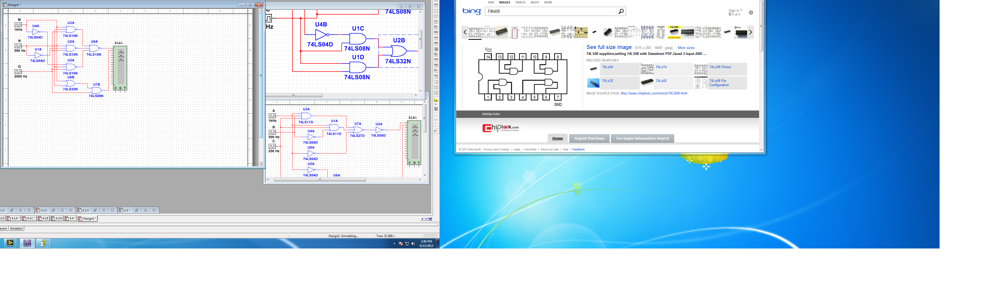 Design1 *
M
1kHz
U4A
74LS04D
U3A
74LS10N
N
500 Hz
U1A
74LS04D
U2A
74LS10N
U6A
74LS10N
XLA1
Q
2000 Hz
U5A
74LS10N
U8B
74LS32N
U7B
74LS08N
C Q T
74LS08N
Hz
U4B
74LS04D
U1C
74LS08N
U2B
74LS32N
U1D
74LS08N
A
1kHz
B
500 Hz
C
250 Hz
U3A
74LS11D
U1A
74LS11D
U4A
74LS04D
U7A
74LS27D
U2A
74LS04D
U8A
74LS04D
U5A
74LS04D
U6A
XLA1
C Q T
4.1G
4.1H
4.4 *
4.1A *
4.1C *
4.1E
4.1H
4.4 *
Design1 *
Simulation
Design1: Simulating...
Tran: 31.066 s
2:40 PM
8/23/2012
WEB IMAGES VIDEOS MAPS MORE
bing
74ls08
Sign in
5 of 5
74LS08
Your best choice!
VCC
14 13 12 11 10 9 8
1 2 3 4 5 6 7
GND
See full size image (515 x 283 · 16kB · jpeg) · More sizes
74LS08 suppliers,selling 74LS08 with Datasheet PDF,Quad 2-Input AND ...
RELATED SEARCHES
74Ls04
74Ls74
74Ls08 Pinout
74Ls32
74Ls02
74Ls08 Pin
Configuration
IMAGE SOURCE PAGE: http://www.chiplook.com/stock/74LS08.html
SiteMap Index
Chiplook.com
Professional ic market
Home
Urgent Purchase
For buyer information Search
© 2012 Microsoft | Privacy and Cookies | Legal | Advertise | About our ads | Help | Feedback